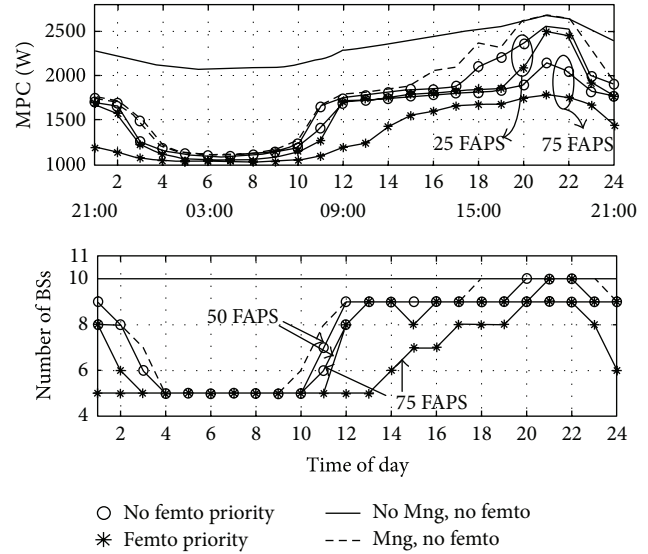 2500
2000
1500
1000
MPC (W)
25 FAPS
75 FAPS
2 4 6 8 10 12 14 16 18 20 22 24
21:00 03:00 09:00 15:00 21:00
11
10
8
6
4
Number of BSs
50 FAPS
75 FAPS
2 4 6 8 10 12 14 16 18 20 22 24
Time of day
No femto priority
Femto priority
No Mng, no femto
Mng, no femto